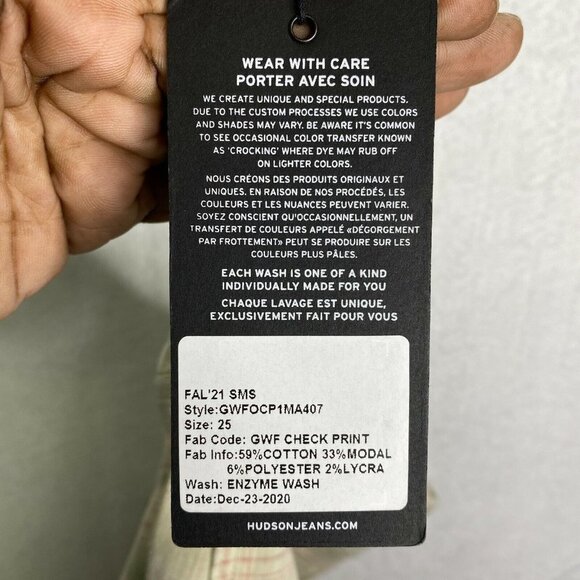 WEAR WITH CARE
PORTER AVEC SOIN
WE CREATE UNIQUE AND SPECIAL PRODUCTS.
DUE TO THE CUSTOM PROCESSES WE USE COLORS
AND SHADES MAY VARY. BE AWARE IT'S COMMON
TO SEE OCCASIONAL COLOR TRANSFER KNOWN
AS 'CROCKING' WHERE DYE MAY RUB OFF
ON LIGHTER COLORS.
NOUS CRÉONS DES PRODUITS ORIGINAUX ET
UNIQUES. EN RAISON DE NOS PROCÉDÉS, LES
COULEURS ET LES NUANCES PEUVENT VARIER.
SOYEZ CONSCIENT QU'OCCASIONNELLEMENT, UN
TRANSFERT DE COULEURS APPELÉ «DÉGORGEMENT
PAR FROTTEMENT» PEUT SE PRODUIRE SUR LES
COULEURS PLUS PÂLES.
EACH WASH IS ONE OF A KIND
INDIVIDUALLY MADE FOR YOU
CHAQUE LAVAGE EST UNIQUE,
EXCLUSIVEMENT FAIT POUR VOUS
FAL'21 SMS
Style:GWFOCP1MA407
Size: 25
Fab Code: GWF CHECK PRINT
Fab Info:59%COTTON 33%MODAL
6%POLYESTER 2%LYCRA
Wash: ENZYME WASH
Date:Dec-23-2020
HUDSONJEANS.COM